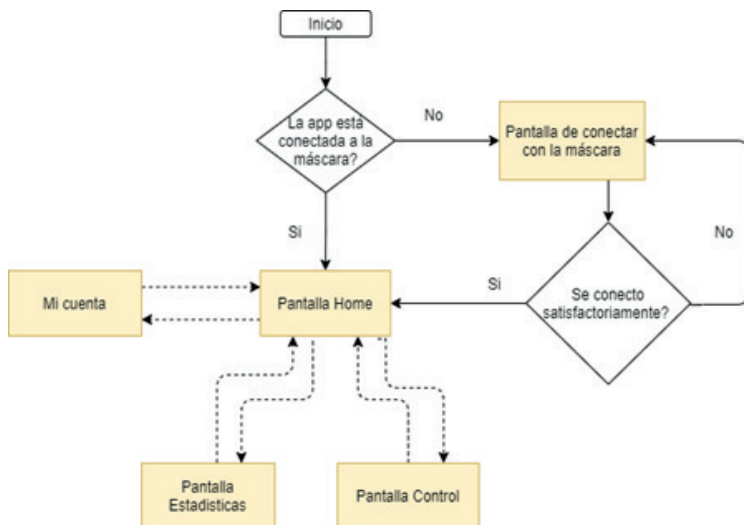 Inicio
La app está
conectada a la
máscara?
No
Pantalla de conectar
con la máscara
Si
No
Se conecto
satisfactoriamente?
Si
Mi cuenta
Pantalla Home
Pantalla
Estadisticas
Pantalla Control